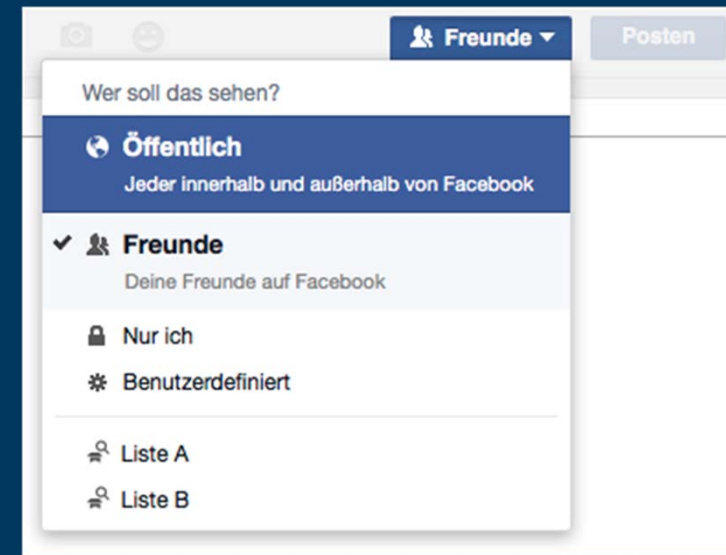 Freunde
Posten
Wer soll das sehen?
Öffentlich
Jeder innerhalb und außerhalb von Facebook
Freunde
Deine Freunde auf Facebook
Nur ich
Benutzerdefiniert
Liste A
Liste B